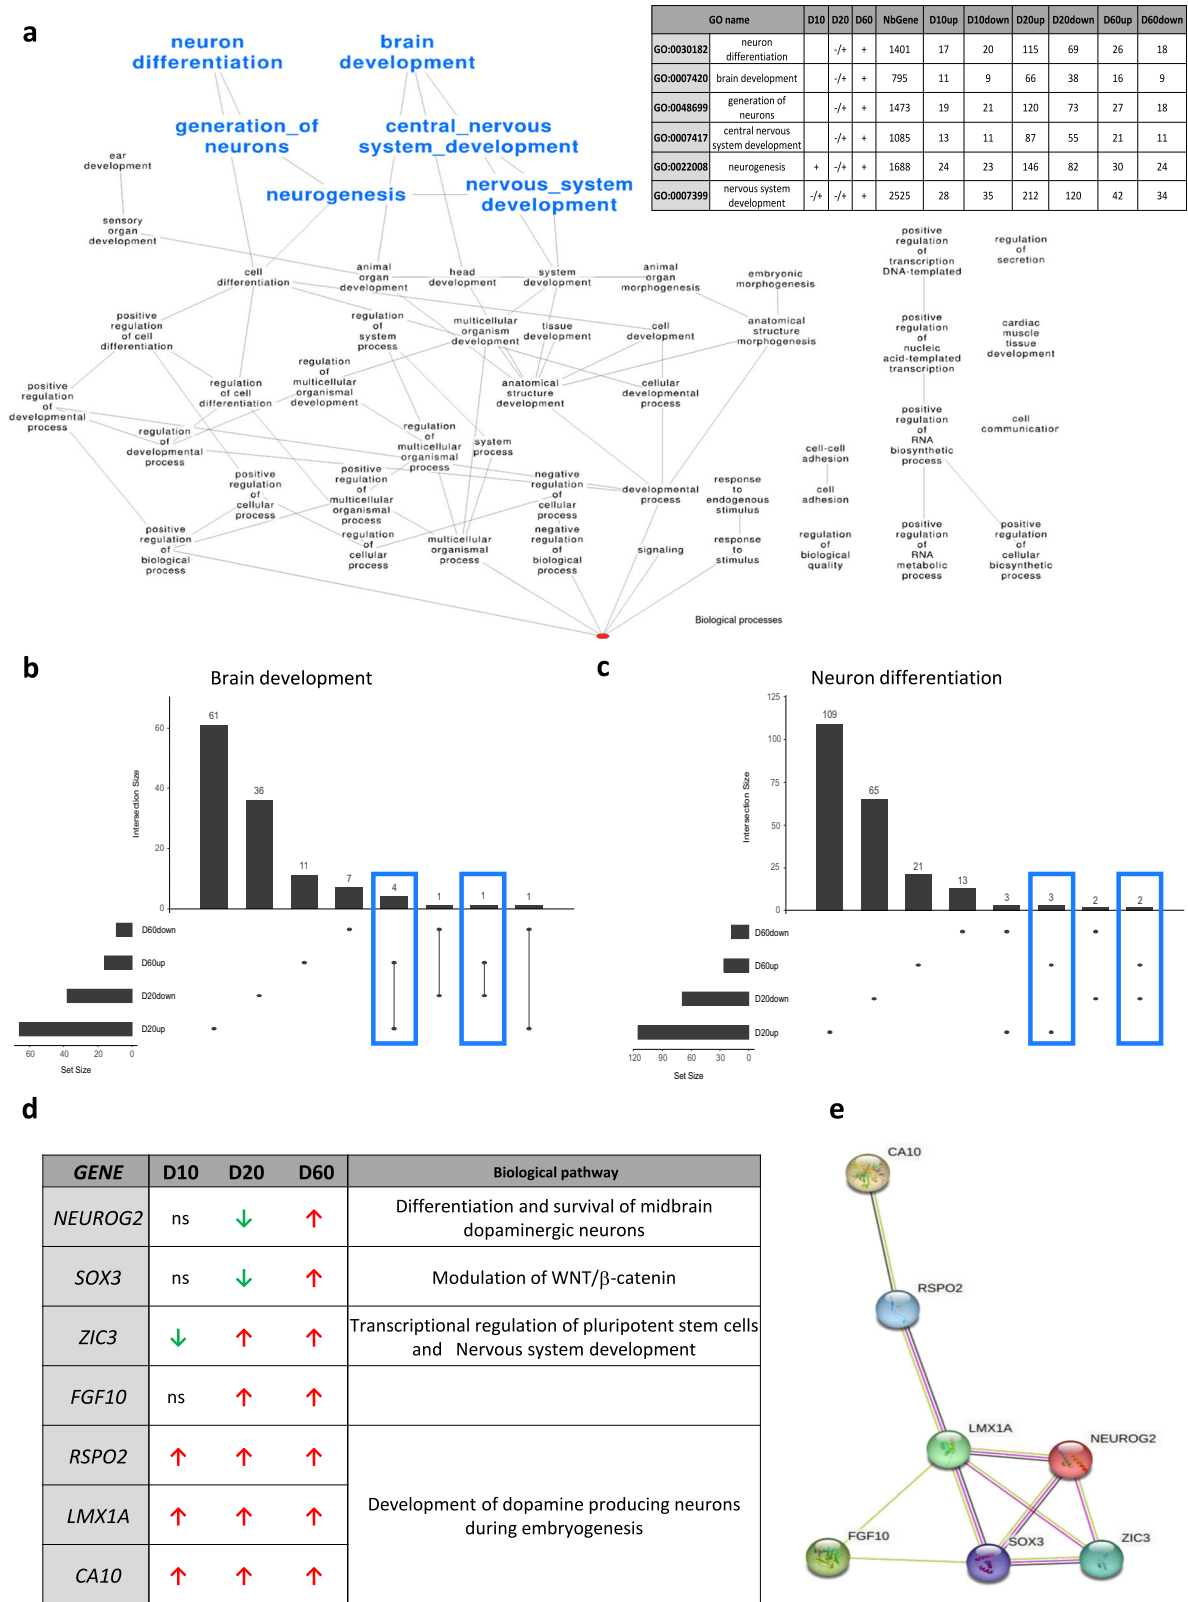 a
neuron
differentiation
brain
development
generation_of
neurons
central_nervous
system_development
neurogenesis
nervous_system
development
GO name D10 D20 D60 NbGene D10up D10down D20up D20down D60up D60down
GO:0030182 neuron differentiation -/+ + 1401 17 20 115 69 26 18
GO:0007420 brain development -/+ + 795 11 9 66 38 16 9
GO:0048699 generation of neurons -/+ + 1473 19 21 120 73 27 18
GO:0007417 central nervous system development -/+ + 1085 13 11 87 55 21 11
GO:0022008 neurogenesis + -/+ + 1688 24 23 146 82 30 24
GO:0007399 nervous system development -/+ -/+ + 2525 28 35 212 120 42 34
ear
development
sensory
organ
development
cell
differentiation
animal
organ
development
head
development
system
development
animal
organ
morphogenesis
embryonic
morphogenesis
positive
regulation
of
transcription
DNA-templated
regulation
of
secretion
positive
regulation
of cell
differentiation
regulation
of
system
process
multicellular
organism
development
tissue
development
cell
development
anatomical
structure
morphogenesis
positive
regulation
of
nucleic
acid-templated
transcription
cardiac
muscle
tissue
development
positive
regulation
of
developmental
process
regulation
of cell
differentiation
regulation
of
multicellular
organismal
development
anatomical
structure
development
cellular
developmental
process
regulation
of
developmental
process
regulation
of
multicellular
organismal
process
system
process
positive
regulation
of
RNA
biosynthetic
process
cell
communication
cell-cell
adhesion
cell
adhesion
positive
regulation
of
cellular
process
positive
regulation
of
multicellular
organismal
process
negative
regulation
of
cellular
process
developmental
process
response
to
endogenous
stimulus
positive
regulation
of
biological
process
regulation
of
cellular
process
multicellular
organismal
process
negative
regulation
of
biological
process
signaling
response
to
stimulus
regulation
of
biological
quality
positive
regulation
of
RNA
metabolic
process
positive
regulation
of
cellular
biosynthetic
process
Biological processes
b
Brain development
Intersection Size
60
40
20
0
61
36
11
7
4
1
1
1
D60down
D60up
D20down
D20up
60 40 20 0
Set Size
c
Neuron differentiation
Intersection Size
125
100
75
50
25
0
109
65
21
13
3
3
2
2
D60down
D60up
D20down
D20up
120 90 60 30 0
Set Size
d
GENE D10 D20 D60 Biological pathway
NEUROG2 ns ↓ ↑ Differentiation and survival of midbrain
dopaminergic neurons
SOX3 ns ↓ ↑ Modulation of WNT/β-catenin
ZIC3 ↓ ↑ ↑ Transcriptional regulation of pluripotent stem cells
and Nervous system development
FGF10 ns ↑ ↑
RSPO2 ↑ ↑ ↑
LMX1A ↑ ↑ ↑ Development of dopamine producing neurons
during embryogenesis
CA10 ↑ ↑ ↑
e
CA10
RSPO2
LMX1A
NEUROG2
FGF10
SOX3
ZIC3